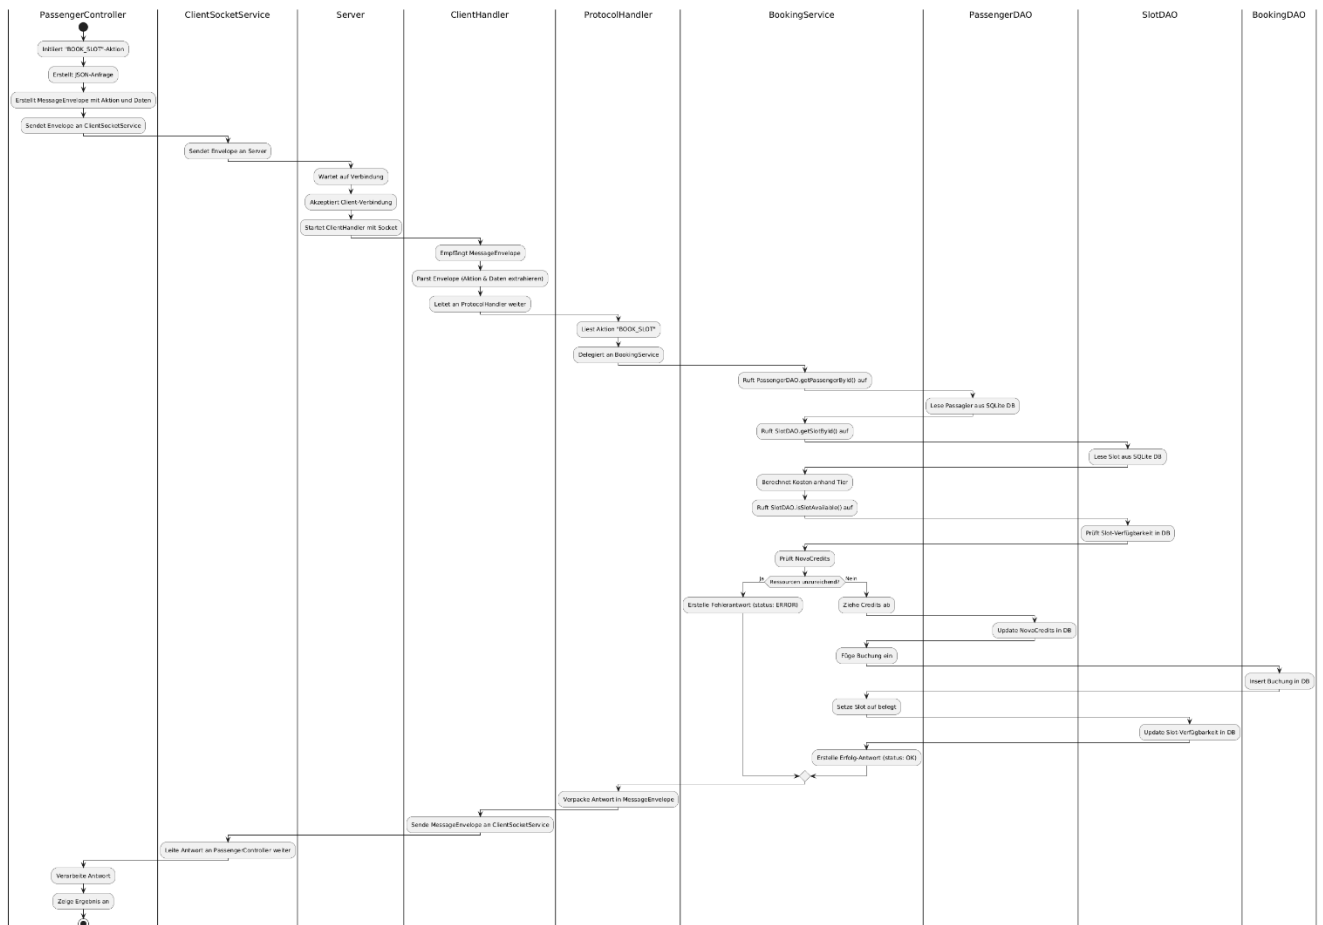 PassengerController
ClientSocketService
Server
ClientHandler
ProtocolHandler
BookingService
PassengerDAO
SlotDAO
BookingDAO
Initiiert "BOOK_SLOT"-Aktion
Erstellt JSON-Anfrage
Erstellt MessageEnvelope mit Aktion und Daten
Sendet Envelope an ClientSocketService
Sendet Envelope an Server
Wartet auf Verbindung
Akzeptiert Client-Verbindung
Startet ClientHandler mit Socket
Empfängt MessageEnvelope
Parst Envelope (Aktion & Daten extrahieren)
Leitet an ProtocolHandler weiter
Liest Aktion "BOOK_SLOT"
Delegiert an BookingService
Ruft PassengerDAO.getPassengerById() auf
Lese Passagier aus SQLite DB
Ruft SlotDAO.getSlotById() auf
Lese Slot aus SQLite DB
Berechnet Kosten anhand Tier
Ruft SlotDAO.isSlotAvailable() auf
Prüft Slot-Verfügbarkeit in DB
Prüft NovaCredits
Ja
Ressourcen unzureichend?
Nein
Erstelle Fehlerantwort (status: ERROR)
Ziehe Credits ab
Update NovaCredits in DB
Füge Buchung ein
Insert Buchung in DB
Setze Slot auf belegt
Update Slot-Verfügbarkeit in DB
Erstelle Erfolg-Antwort (status: OK)
Verpacke Antwort in MessageEnvelope
Sende MessageEnvelope an ClientSocketService
Leite Antwort an PassengerController weiter
Verarbeite Antwort
Zeige Ergebnis an